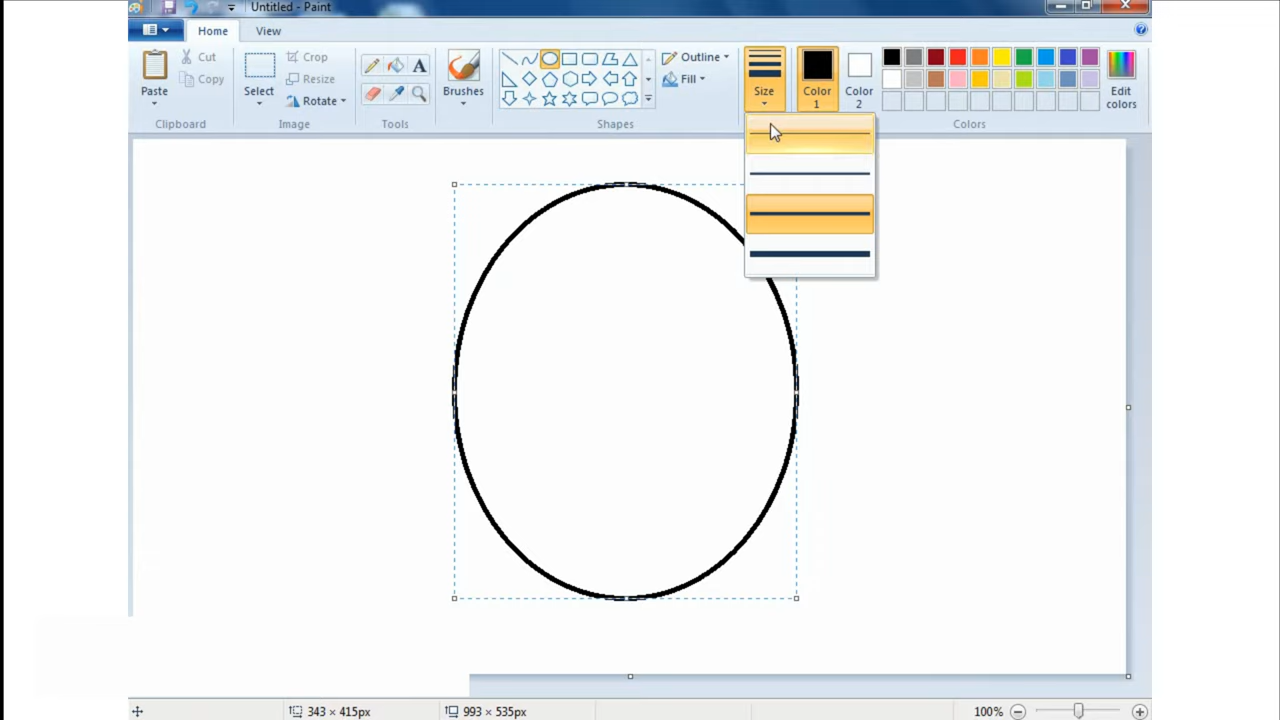 Untitled - Paint
Home View
Paste
Cut
Copy
Clipboard
Select
Crop
Resize
Rotate
Image
A
Tools
Brushes
Outline
Fill
Shapes
Size
Color 1
Color 2
Edit colors
Colors
343 × 415px 993 × 535px 100%